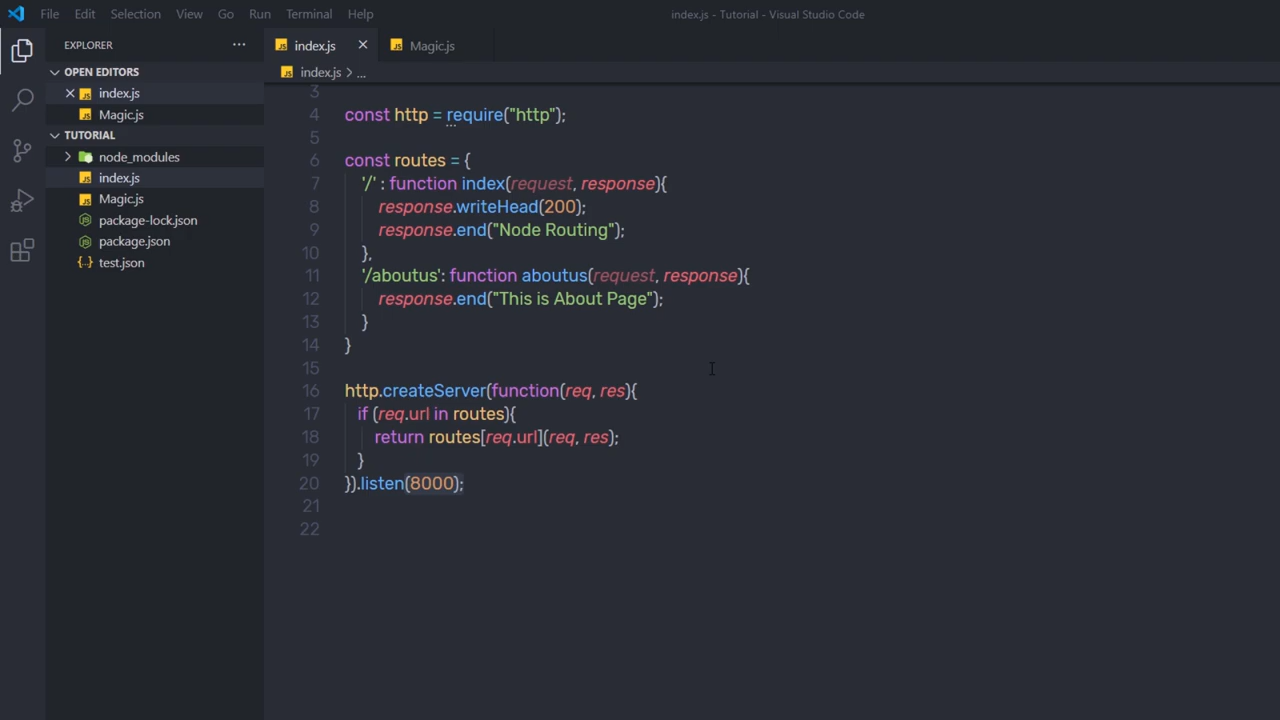 File Edit Selection View Go Run Terminal Help
index.js - Tutorial - Visual Studio Code
EXPLORER ...
OPEN EDITORS
index.js
Magic.js
TUTORIAL
node_modules
index.js
Magic.js
package-lock.json
package.json
test.json
index.js Magic.js
index.js > ...
3
4 const http = require("http");
5
6 const routes = {
7 '/' : function index(request, response){
8 response.writeHead(200);
9 response.end("Node Routing");
10 },
11 '/aboutus': function aboutus(request, response){
12 response.end("This is About Page");
13 }
14 }
15
16 http.createServer(function(req, res){
17 if (req.url in routes){
18 return routes[req.url](req, res);
19 }
20 }).listen(8000);
21
22